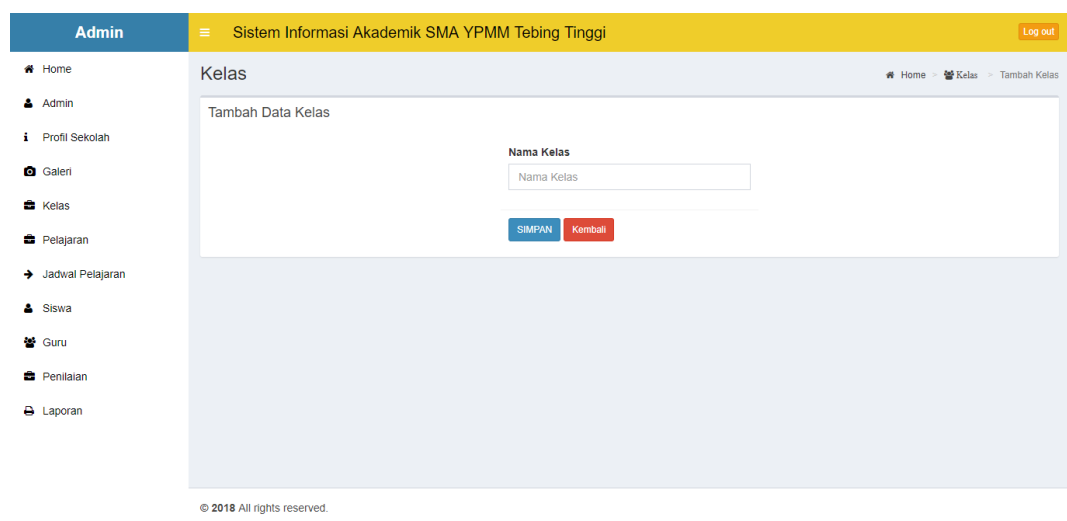 Admin
Sistem Informasi Akademik SMA YPMM Tebing Tinggi
Log out
Home
Admin
Profil Sekolah
Galeri
Kelas
Pelajaran
Jadwal Pelajaran
Siswa
Guru
Penilaian
Laporan
Kelas
Home > Kelas > Tambah Kelas
Tambah Data Kelas
Nama Kelas
Nama Kelas
SIMPAN Kembali
© 2018 All rights reserved.